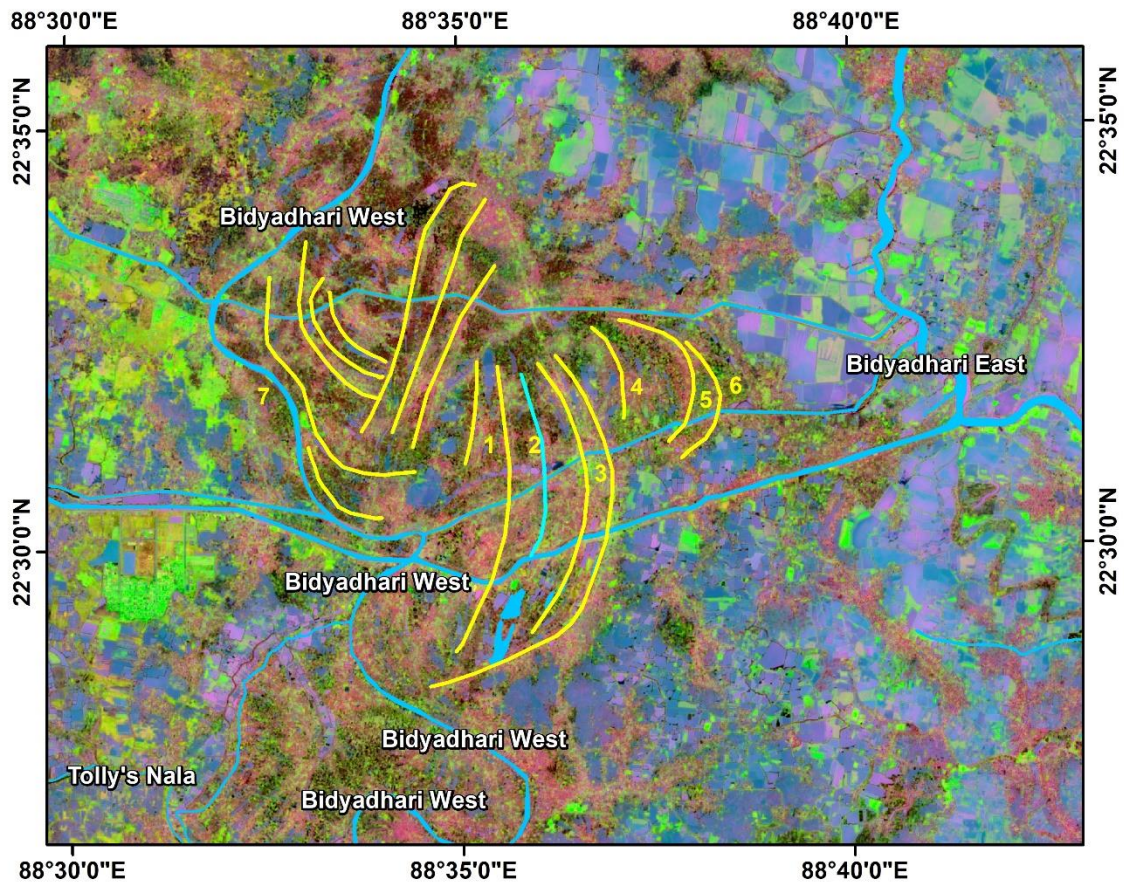 88°30'0"E
88°35'0"E
88°40'0"E
22°35'0"N
22°35'0"N
Bidyadhari West
Bidyadhari East
7
4
5
6
1
2
3
22°30'0"N
22°30'0"N
Bidyadhari West
Bidyadhari West
Tolly's Nala
Bidyadhari West
88°30'0"E
88°35'0"E
88°40'0"E